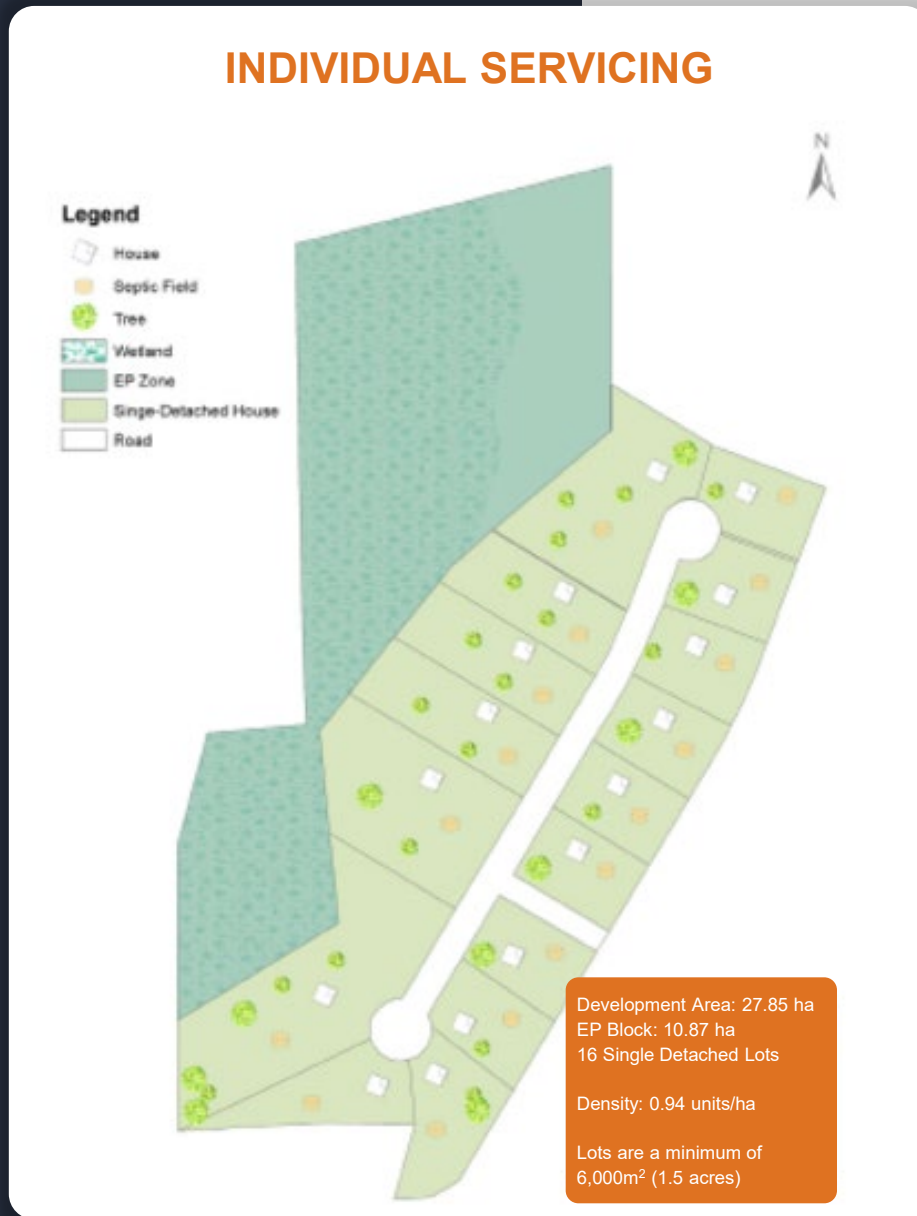 INDIVIDUAL SERVICING
N
Legend
House
Septic Field
Tree
Wetland
EP Zone
Singe-Detached House
Road
Development Area: 27.85 ha
EP Block: 10.87 ha
16 Single Detached Lots
Density: 0.94 units/ha
Lots are a minimum of
6,000m² (1.5 acres)